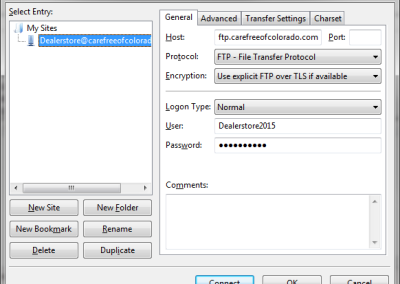 Select Entry:
My Sites
Dealerstore@carefreeofcolorad
New Site
New Folder
New Bookmark
Rename
Delete
Duplicate
General
Advanced
Transfer Settings
Charset
Host: ftp.carefreeofcolorado.com Port:
Protocol: FTP - File Transfer Protocol
Encryption: Use explicit FTP over TLS if available
Logon Type: Normal
User: Dealerstore2015
Password: ●●●●●●●●●●
Comments:
Connect
OK
Cancel